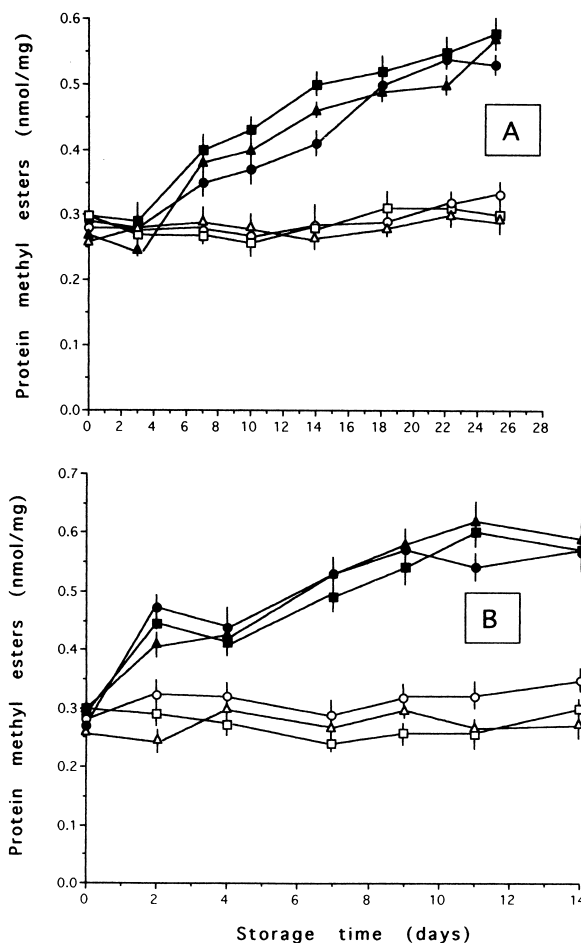 Protein methyl esters (nmol/mg)
0.6
0.5
0.4
0.3
0.2
0.1
0.0
A
0 2 4 6 8 10 12 14 16 18 20 22 24 26 28
Protein methyl esters (nmol/mg)
0.7
0.6
0.5
0.4
0.3
0.2
0.1
0.0
B
0 2 4 6 8 10 12 14
Storage time (days)